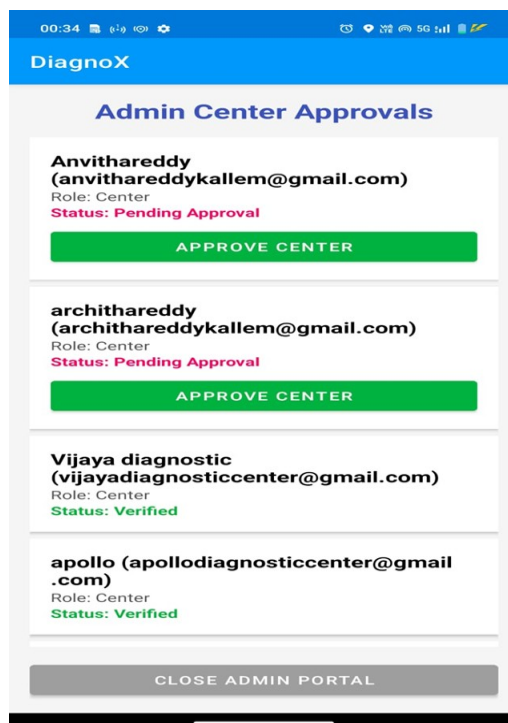 00:34 5G
DiagnoX
Admin Center Approvals
Anvithareddy
(anvithareddykallem@gmail.com)
Role: Center
Status: Pending Approval
APPROVE CENTER
archithareddy
(archithareddykallem@gmail.com)
Role: Center
Status: Pending Approval
APPROVE CENTER
Vijaya diagnostic
(vijayadiagnosticcenter@gmail.com)
Role: Center
Status: Verified
apollo (apollodiagnosticcenter@gmail
.com)
Role: Center
Status: Verified
CLOSE ADMIN PORTAL